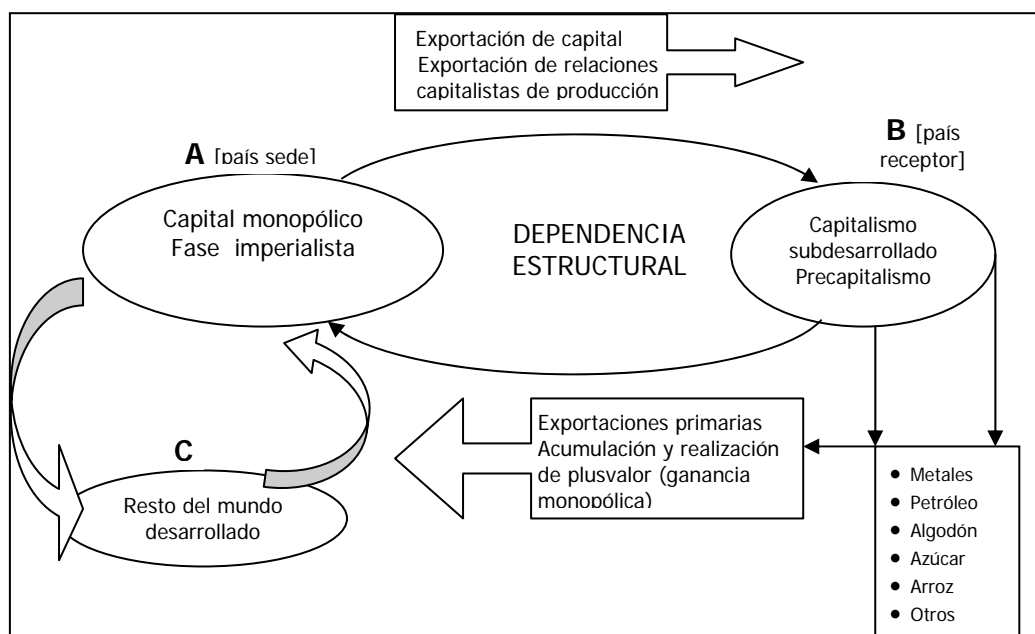 Exportación de capital
Exportación de relaciones
capitalistas de producción
A [país sede]
B [país
receptor]
Capital monopólico
Fase imperialista
DEPENDENCIA
ESTRUCTURAL
Capitalismo
subdesarrollado
Precapitalismo
Exportaciones primarias
Acumulación y realización
de plusvalor (ganancia
monopólica)
C
Resto del mundo
desarrollado
• Metales
• Petróleo
• Algodón
• Azúcar
• Arroz
• Otros